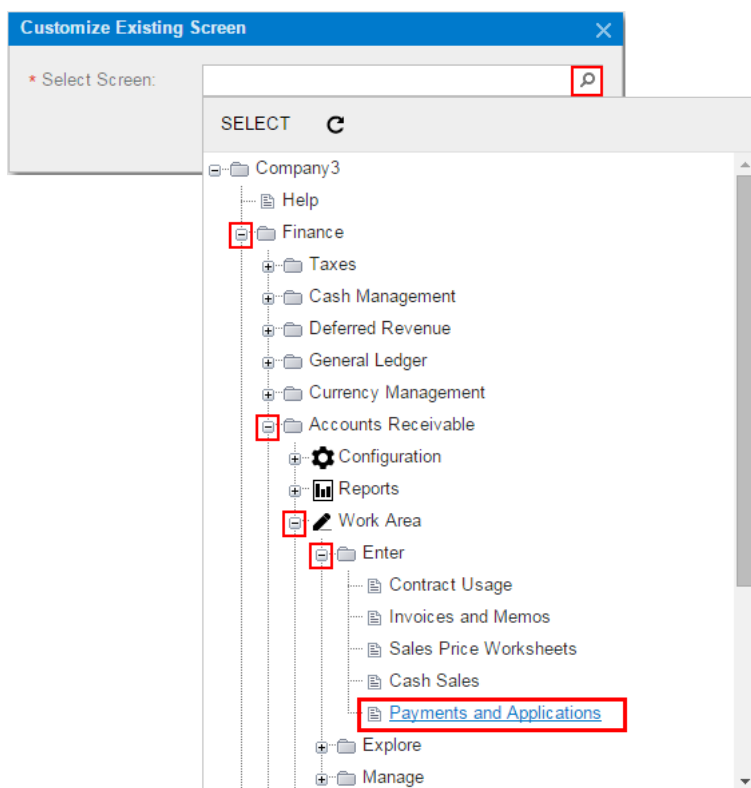 Customize Existing Screen
* Select Screen:
SELECT
Company3
Help
Finance
Taxes
Cash Management
Deferred Revenue
General Ledger
Currency Management
Accounts Receivable
Configuration
Reports
Work Area
Enter
Contract Usage
Invoices and Memos
Sales Price Worksheets
Cash Sales
Payments and Applications
Explore
Manage